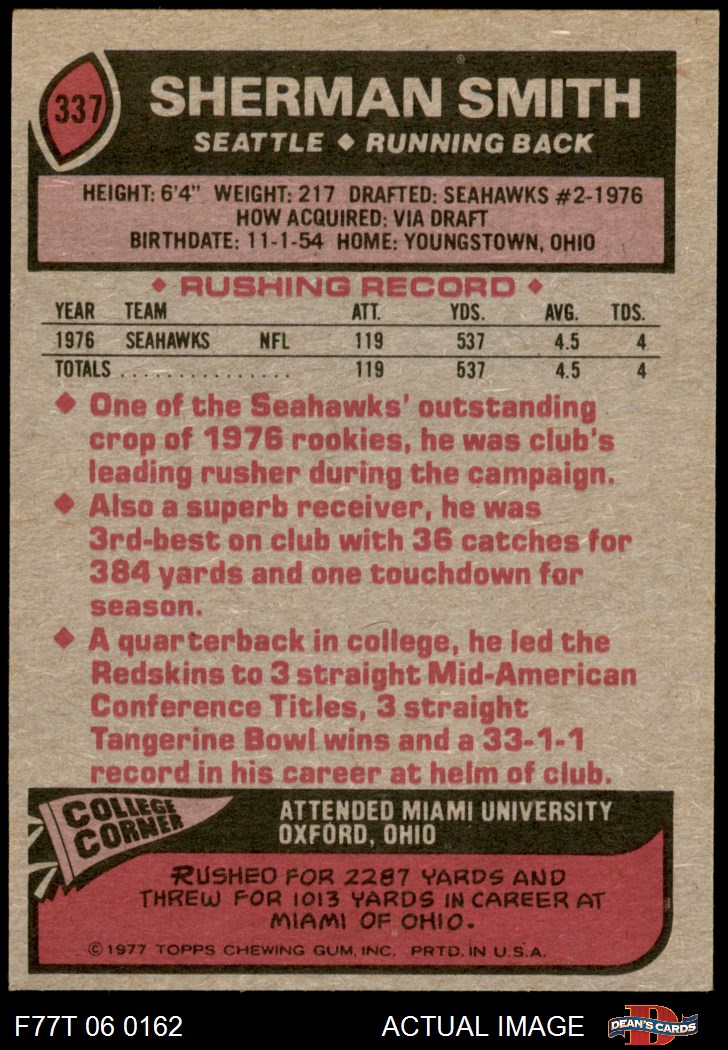 337
SHERMAN SMITH
SEATTLE ◆ RUNNING BACK
HEIGHT: 6'4" WEIGHT: 217 DRAFTED: SEAHAWKS #2-1976
HOW ACQUIRED: VIA DRAFT
BIRTHDATE: 11-1-54 HOME: YOUNGSTOWN, OHIO
◆ RUSHING RECORD ◆
YEAR TEAM ATT. YDS. AVG. TDS.
1976 SEAHAWKS NFL 119 537 4.5 4
TOTALS . . . . . . . . . . . . . . . 119 537 4.5 4
◆ One of the Seahawks' outstanding
crop of 1976 rookies, he was club's
leading rusher during the campaign.
◆ Also a superb receiver, he was
3rd-best on club with 36 catches for
384 yards and one touchdown for
season.
◆ A quarterback in college, he led the
Redskins to 3 straight Mid-American
Conference Titles, 3 straight
Tangerine Bowl wins and a 33-1-1
record in his career at helm of club.
COLLEGE
CORNER
ATTENDED MIAMI UNIVERSITY
OXFORD, OHIO
RUSHED FOR 2287 YARDS AND
THREW FOR 1013 YARDS IN CAREER AT
MIAMI OF OHIO.
© 1977 TOPPS CHEWING GUM, INC. PRTD. IN U.S.A.
F77T 06 0162 ACTUAL IMAGE
D
DEAN'S CARDS